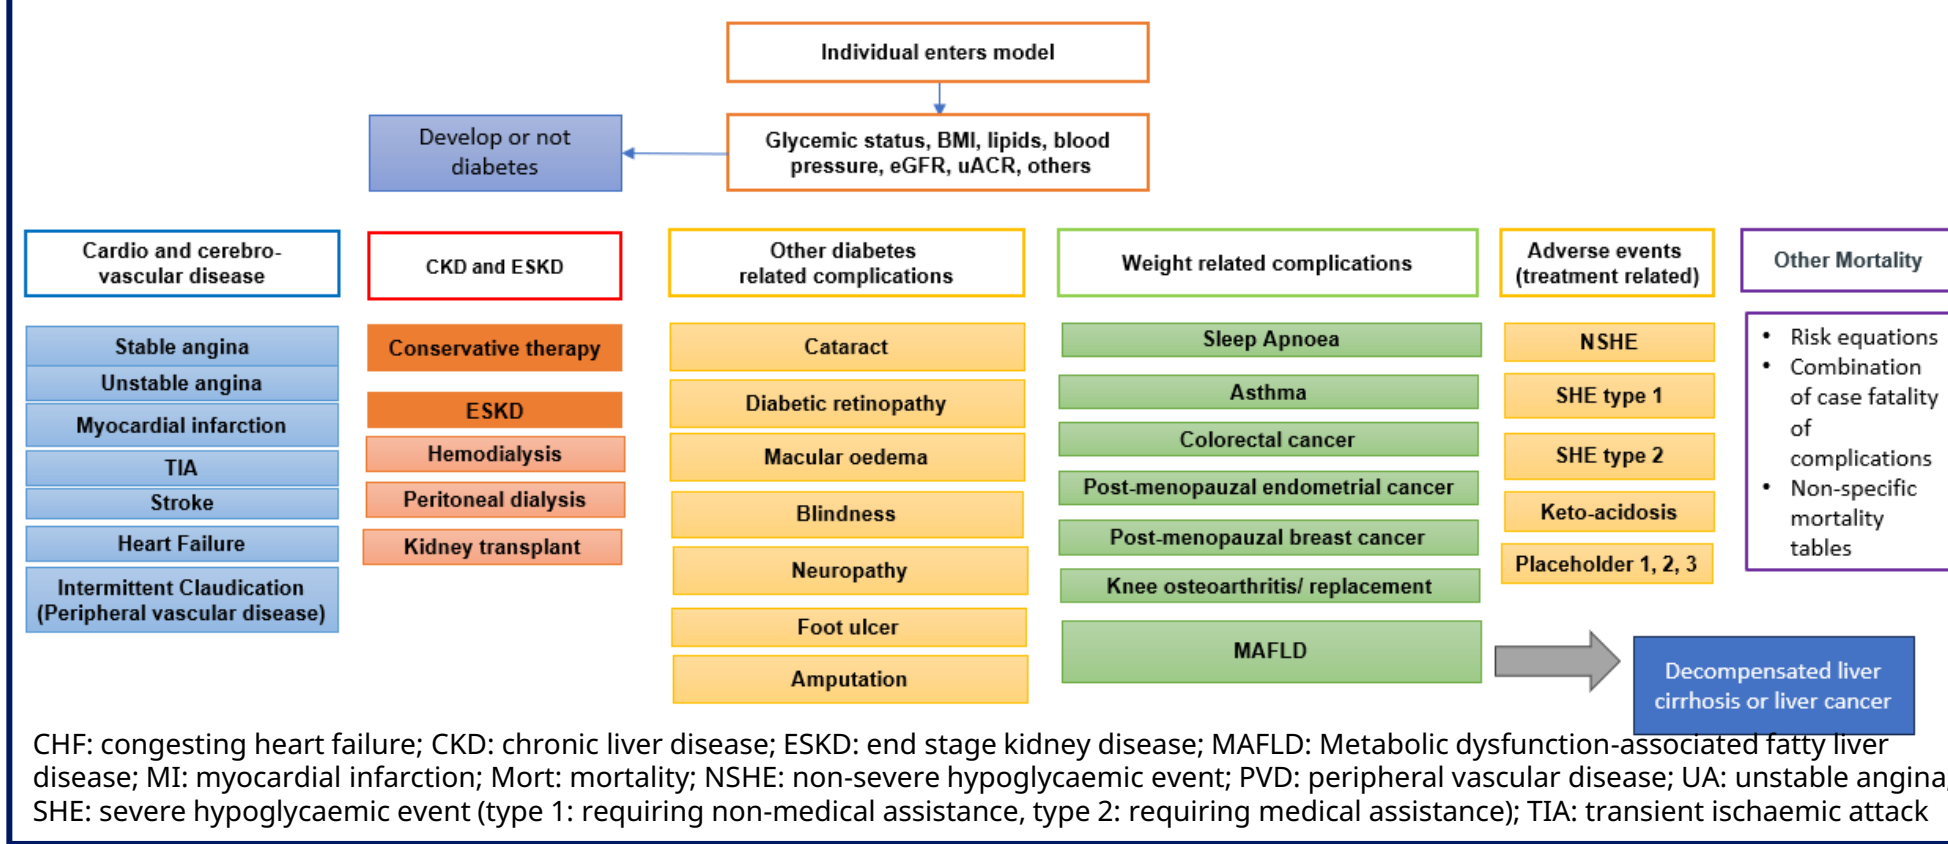 Individual enters model
Develop or not
diabetes
Glycemic status, BMI, lipids, blood
pressure, eGFR, uACR, others
Cardio and cerebro-
vascular disease
Stable angina
Unstable angina
Myocardial infarction
TIA
Stroke
Heart Failure
Intermittent Claudication
(Peripheral vascular disease)
CKD and ESKD
Conservative therapy
ESKD
Hemodialysis
Peritoneal dialysis
Kidney transplant
Other diabetes
related complications
Cataract
Diabetic retinopathy
Macular oedema
Blindness
Neuropathy
Foot ulcer
Amputation
Weight related complications
Sleep Apnoea
Asthma
Colorectal cancer
Post-menopauzal endometrial cancer
Post-menopauzal breast cancer
Knee osteoarthritis/ replacement
MAFLD
Adverse events
(treatment related)
NSHE
SHE type 1
SHE type 2
Keto-acidosis
Placeholder 1, 2, 3
Other Mortality
• Risk equations
• Combination
of case fatality
of
complications
• Non-specific
mortality
tables
Decompensated liver
cirrhosis or liver cancer
CHF: congesting heart failure; CKD: chronic liver disease; ESKD: end stage kidney disease; MAFLD: Metabolic dysfunction-associated fatty liver
disease; MI: myocardial infarction; Mort: mortality; NSHE: non-severe hypoglycaemic event; PVD: peripheral vascular disease; UA: unstable angina,
SHE: severe hypoglycaemic event (type 1: requiring non-medical assistance, type 2: requiring medical assistance); TIA: transient ischaemic attack